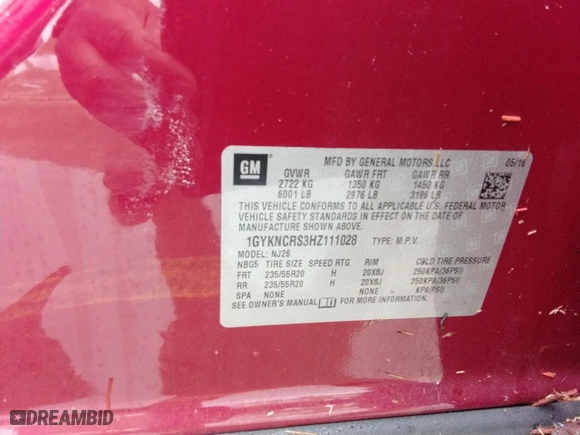 GM
MFD BY GENERAL MOTORS LLC 05/16
GVWR GAWR FRT GAWR RR
2722 KG 1350 KG 1450 KG
6001 LB 2976 LB 3196 LB
THIS VEHICLE CONFORMS TO ALL APPLICABLE U.S. FEDERAL MOTOR
VEHICLE SAFETY STANDARDS IN EFFECT ON THE DATE OF
MANUFACTURE SHOWN ABOVE.
1GYKNCRS3HZ111028 TYPE: M.P.V.
MODEL: NJ26
NBG5 TIRE SIZE SPEED RTG RIM COLD TIRE PRESSURE
FRT 235/55R20 H 20X8J 250KPA(36PSI)
RR 235/55R20 H 20X8J 250KPA(36PSI)
SPA NONE KPA(PSI)
SEE OWNER'S MANUAL FOR MORE INFORMATION.
DREAMBID